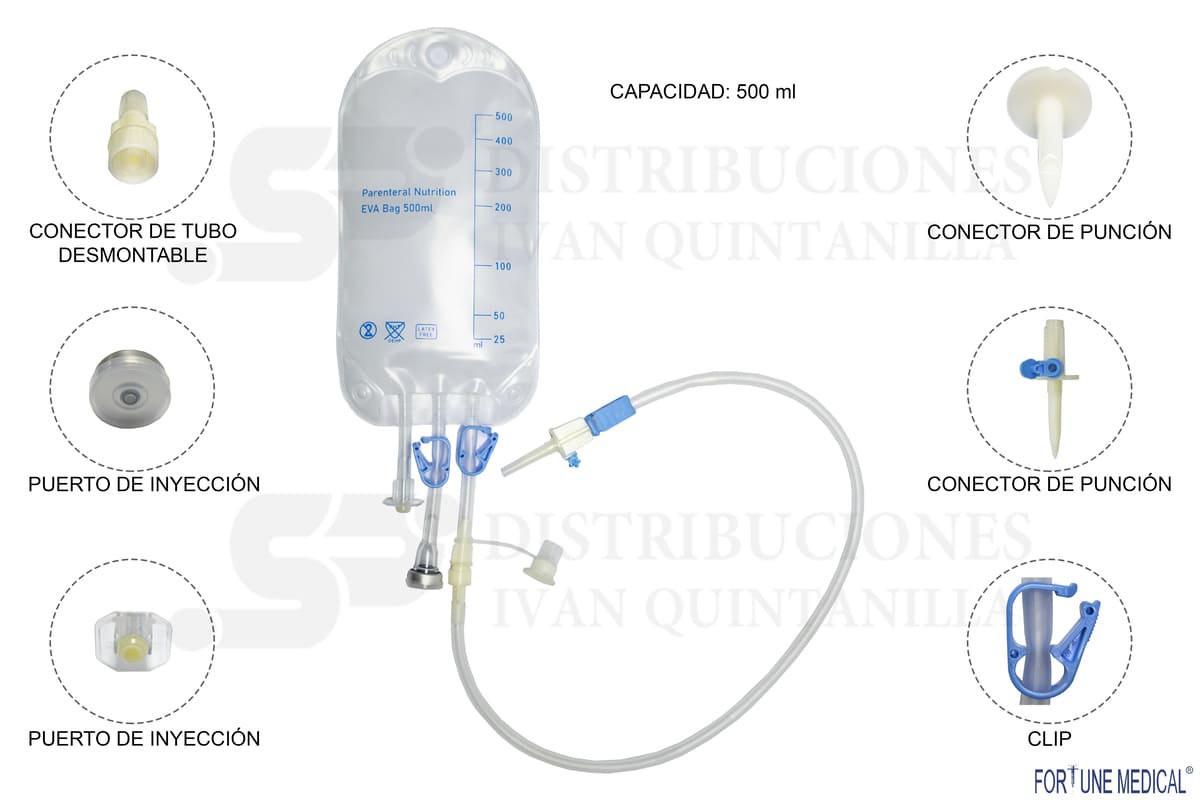 CAPACIDAD: 500 ml
CONECTOR DE TUBO
DESMONTABLE
PUERTO DE INYECCIÓN
PUERTO DE INYECCIÓN
Parenteral Nutrition
EVA Bag 500ml
500
400
300
200
100
50
25
ml
2
LATEX
FREE
CONECTOR DE PUNCIÓN
CONECTOR DE PUNCIÓN
CLIP
DISTRIBUCIONES
IVAN QUINTANILLA
DISTRIBUCIONES
IVAN QUINTANILLA
FORTUNE MEDICAL®